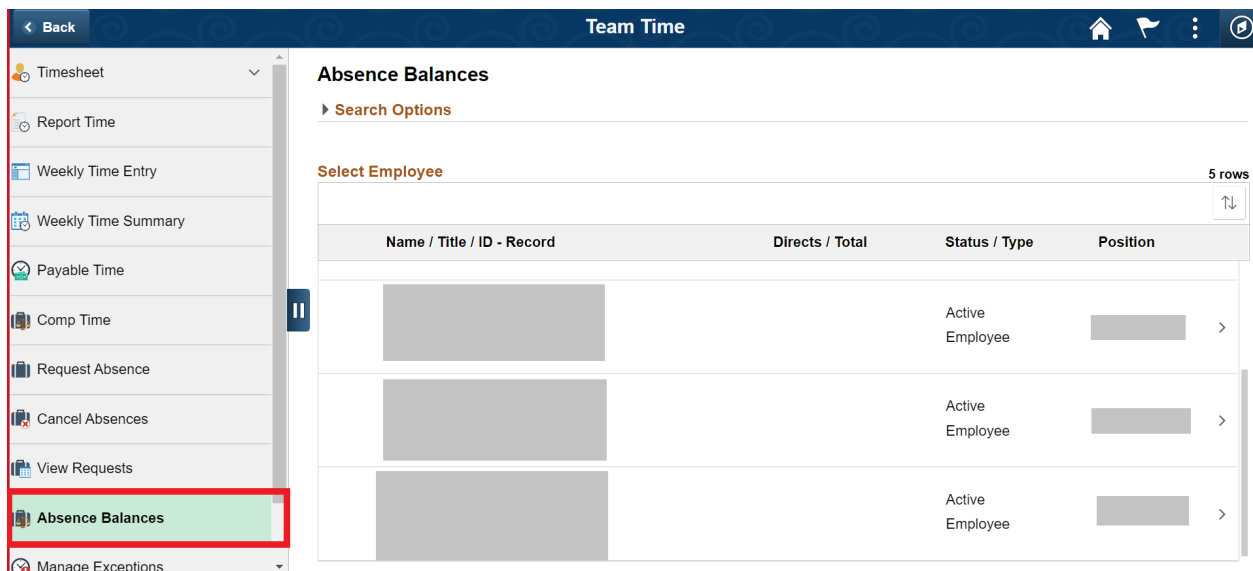 Back
Team Time
Timesheet
Report Time
Weekly Time Entry
Weekly Time Summary
Payable Time
Comp Time
Request Absence
Cancel Absences
View Requests
Absence Balances
Manage Exceptions
Absence Balances
Search Options
Select Employee
5 rows
Name / Title / ID - Record Directs / Total Status / Type Position
Active
Employee
Active
Employee
Active
Employee